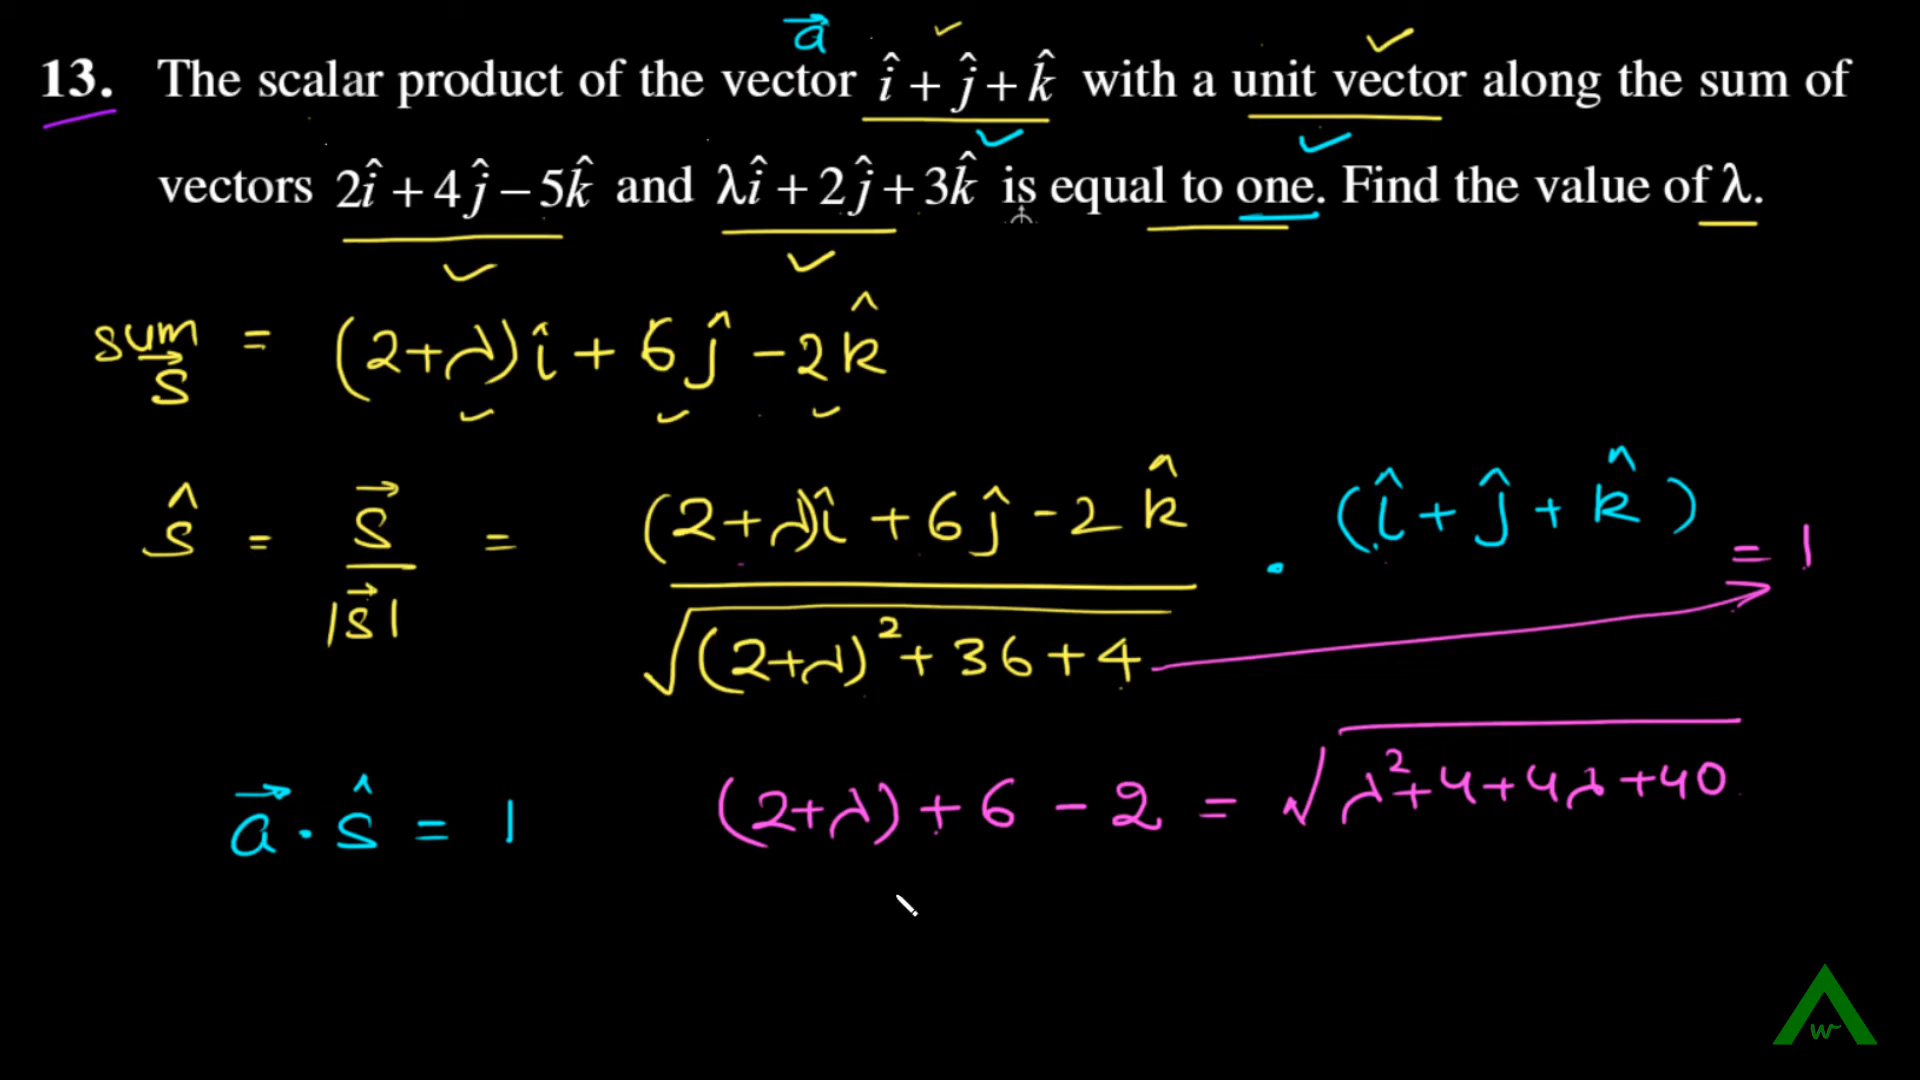 a⃗
13. The scalar product of the vector î + ĵ + k̂ with a unit vector along the sum of
vectors 2î + 4ĵ − 5k̂ and λî + 2ĵ + 3k̂ is equal to one. Find the value of λ.
sum s⃗ = (2+λ)î + 6ĵ − 2k̂
ŝ = s⃗ / |s⃗| = (2+λ)î + 6ĵ − 2k̂ / √(2+λ)² + 36 + 4 · (î + ĵ + k̂) = 1
a⃗ · ŝ = 1
(2+λ) + 6 − 2 = √λ² + 4 + 4λ + 40
w